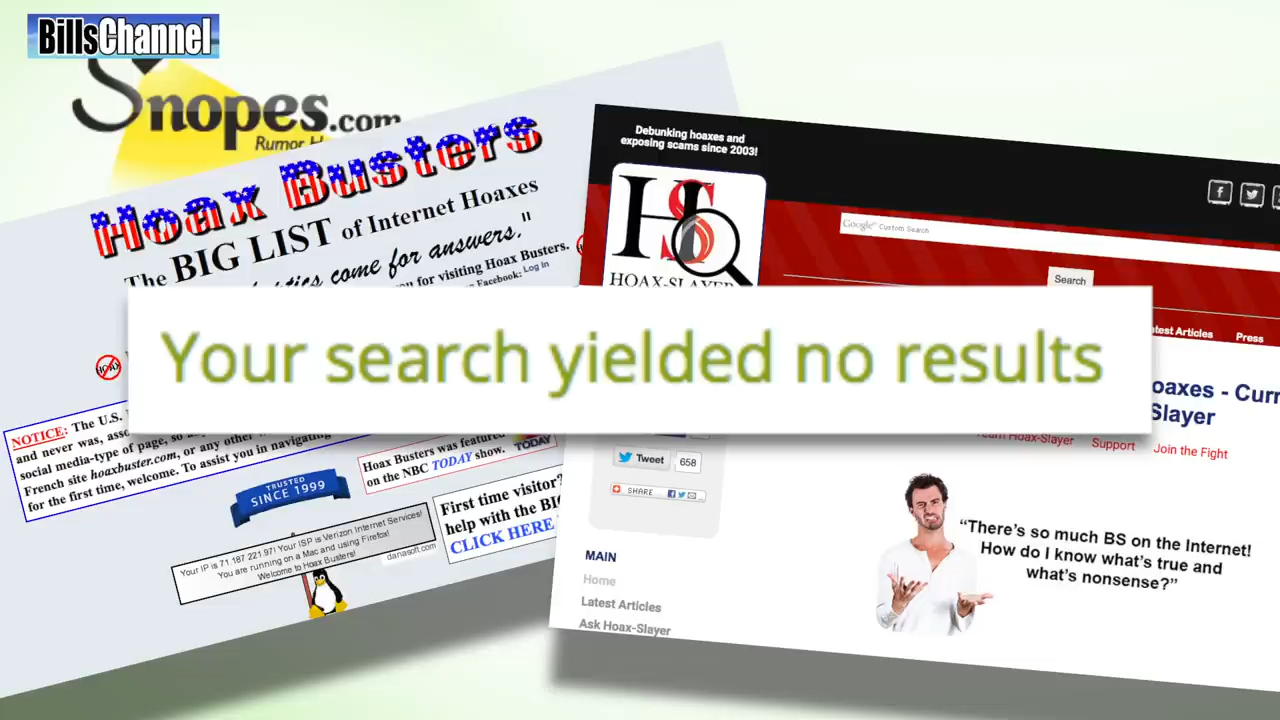 BillsChannel
Snopes.com
Rumor
Hoax Busters
The BIG LIST of Internet Hoaxes
come for answers."
for visiting Hoax Busters.
Facebook: Log in
Your search yielded no results
HOAX
NOTICE: The U.S.
and never was,
social media-type of page, so
French site hoaxbuster.com, or any other
for the first time, welcome. To assist you in navigating
Hoax Busters was featured
on the NBC TODAY show.
TODAY
TRUSTED
SINCE 1999
First time visitor?
help with the
CLICK HERE
Your IP is 71.187.221.97! Your ISP is Verizon Internet Services!
You are running on a Mac and using Firefox!
Welcome to Hoax Busters!
danasoft.com
Debunking hoaxes and
exposing scams since 2003!
HS
HOAX-SLAYER
Google Custom Search
Search
Latest Articles
Press
Hoaxes -
Slayer
Team Hoax-Slayer
Support
Join the Fight
Tweet
658
SHARE
MAIN
Home
Latest Articles
Ask Hoax-Slayer
“There's so much BS on the Internet!
How do I know what's true and
what's nonsense?”